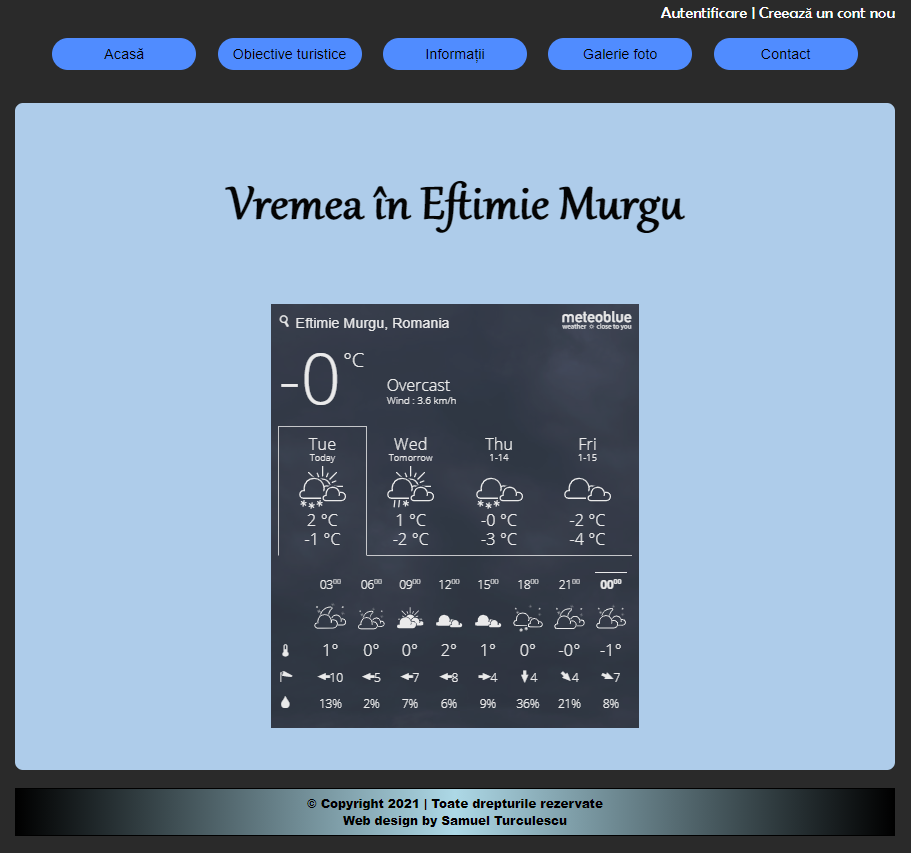 Autentificare | Creează un cont nou
Acasă Obiective turistice Informații Galerie foto Contact
Vremea în Eftimie Murgu
Eftimie Murgu, Romania meteoblue
weather ☼ close to you
-0 °C
Overcast
Wind : 3.6 km/h
Tue Wed Thu Fri
Today Tomorrow 1-14 1-15
2 °C 1 °C -0 °C -2 °C
-1 °C -2 °C -3 °C -4 °C
03⁰⁰ 06⁰⁰ 09⁰⁰ 12⁰⁰ 15⁰⁰ 18⁰⁰ 21⁰⁰ 00⁰⁰
1° 0° 0° 2° 1° 0° -0° -1°
10 5 7 8 4 4 4 7
13% 2% 7% 6% 9% 36% 21% 8%
© Copyright 2021 | Toate drepturile rezervate
Web design by Samuel Turculescu